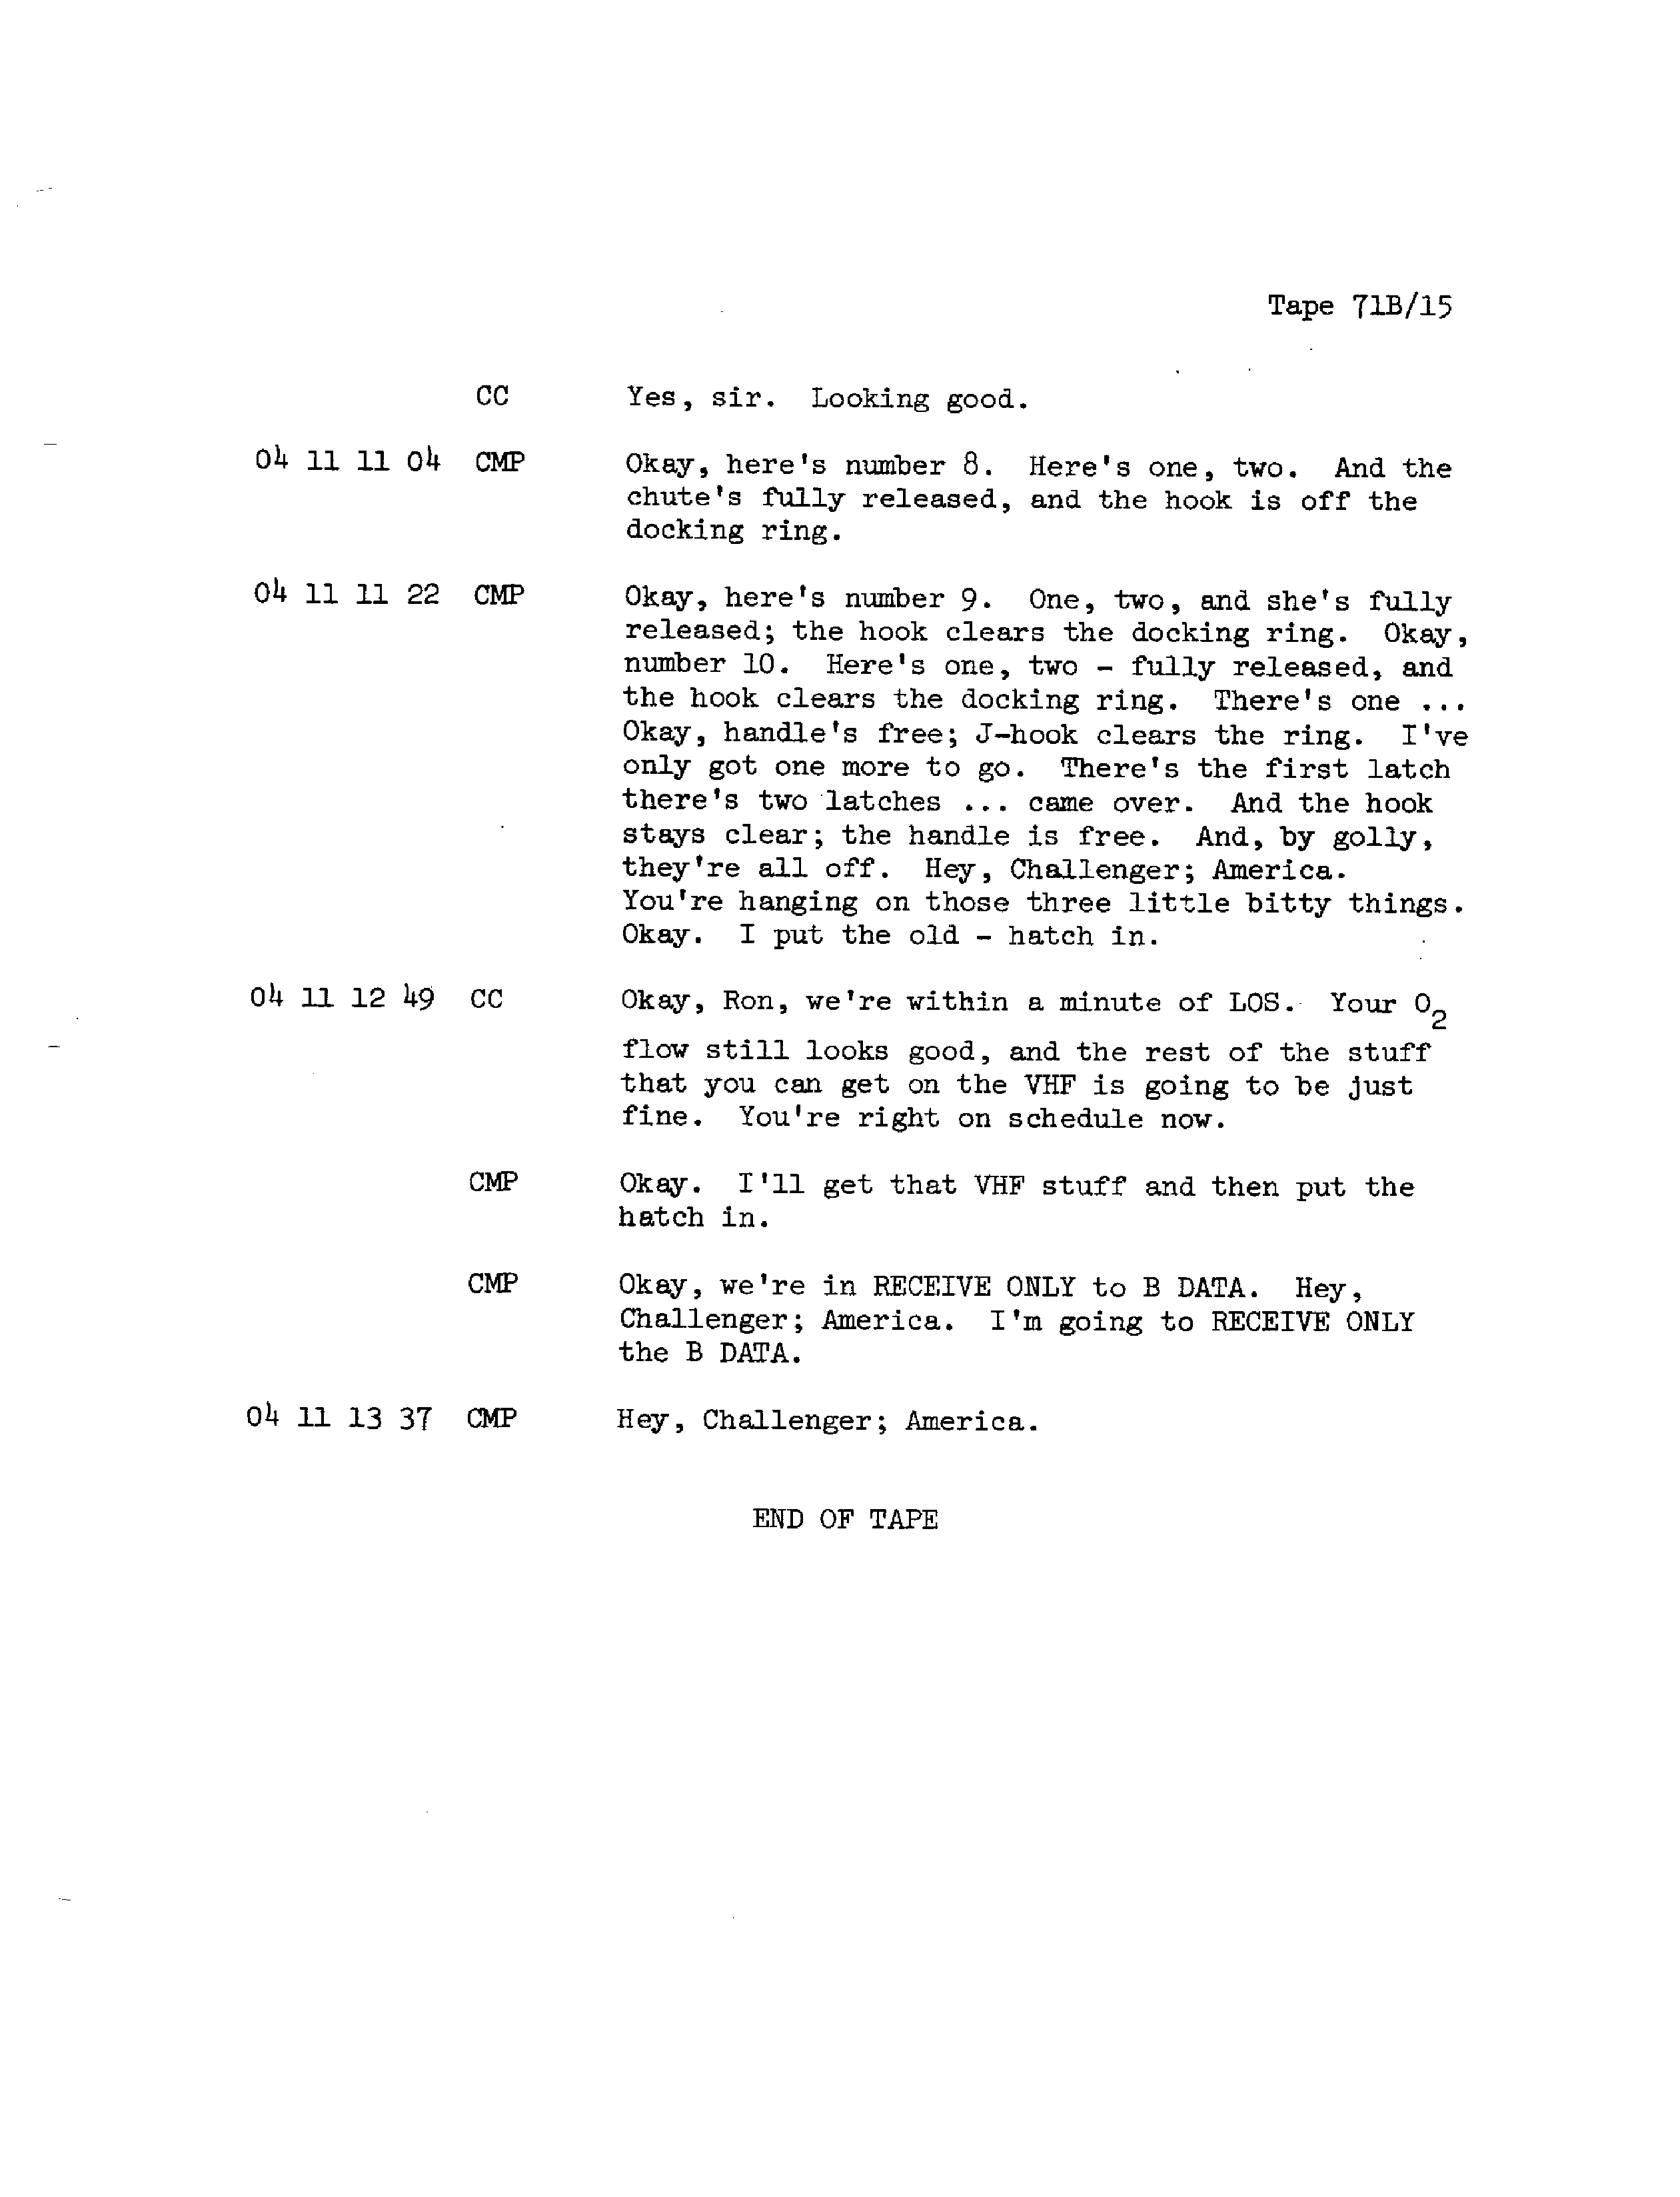 Tape 71B/15
CC Yes, sir. Looking good.
04 11 11 04 CMP Okay, here's number 8. Here's one, two. And the
chute's fully released, and the hook is off the
docking ring.
04 11 11 22 CMP Okay, here's number 9. One, two, and she's fully
released; the hook clears the docking ring. Okay,
number 10. Here's one, two - fully released, and
the hook clears the docking ring. There's one ...
Okay, handle's free; J-hook clears the ring. I've
only got one more to go. There's the first latch
there's two latches ... came over. And the hook
stays clear; the handle is free. And, by golly,
they're all off. Hey, Challenger; America.
You're hanging on those three little bitty things.
Okay. I put the old - hatch in.
04 11 12 49 CC Okay, Ron, we're within a minute of LOS. Your O2
flow still looks good, and the rest of the stuff
that you can get on the VHF is going to be just
fine. You're right on schedule now.
CMP Okay. I'll get that VHF stuff and then put the
hatch in.
CMP Okay, we're in RECEIVE ONLY to B DATA. Hey,
Challenger; America. I'm going to RECEIVE ONLY
the B DATA.
04 11 13 37 CMP Hey, Challenger; America.
END OF TAPE